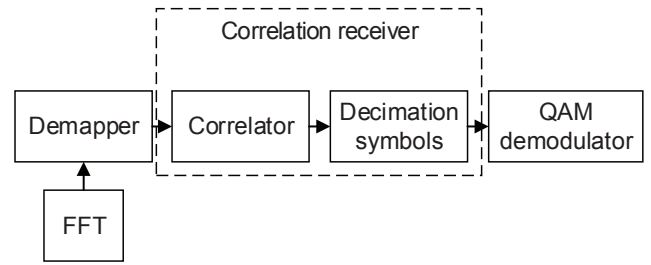 Correlation receiver
Demapper
Correlator
Decimation
symbols
QAM
demodulator
FFT